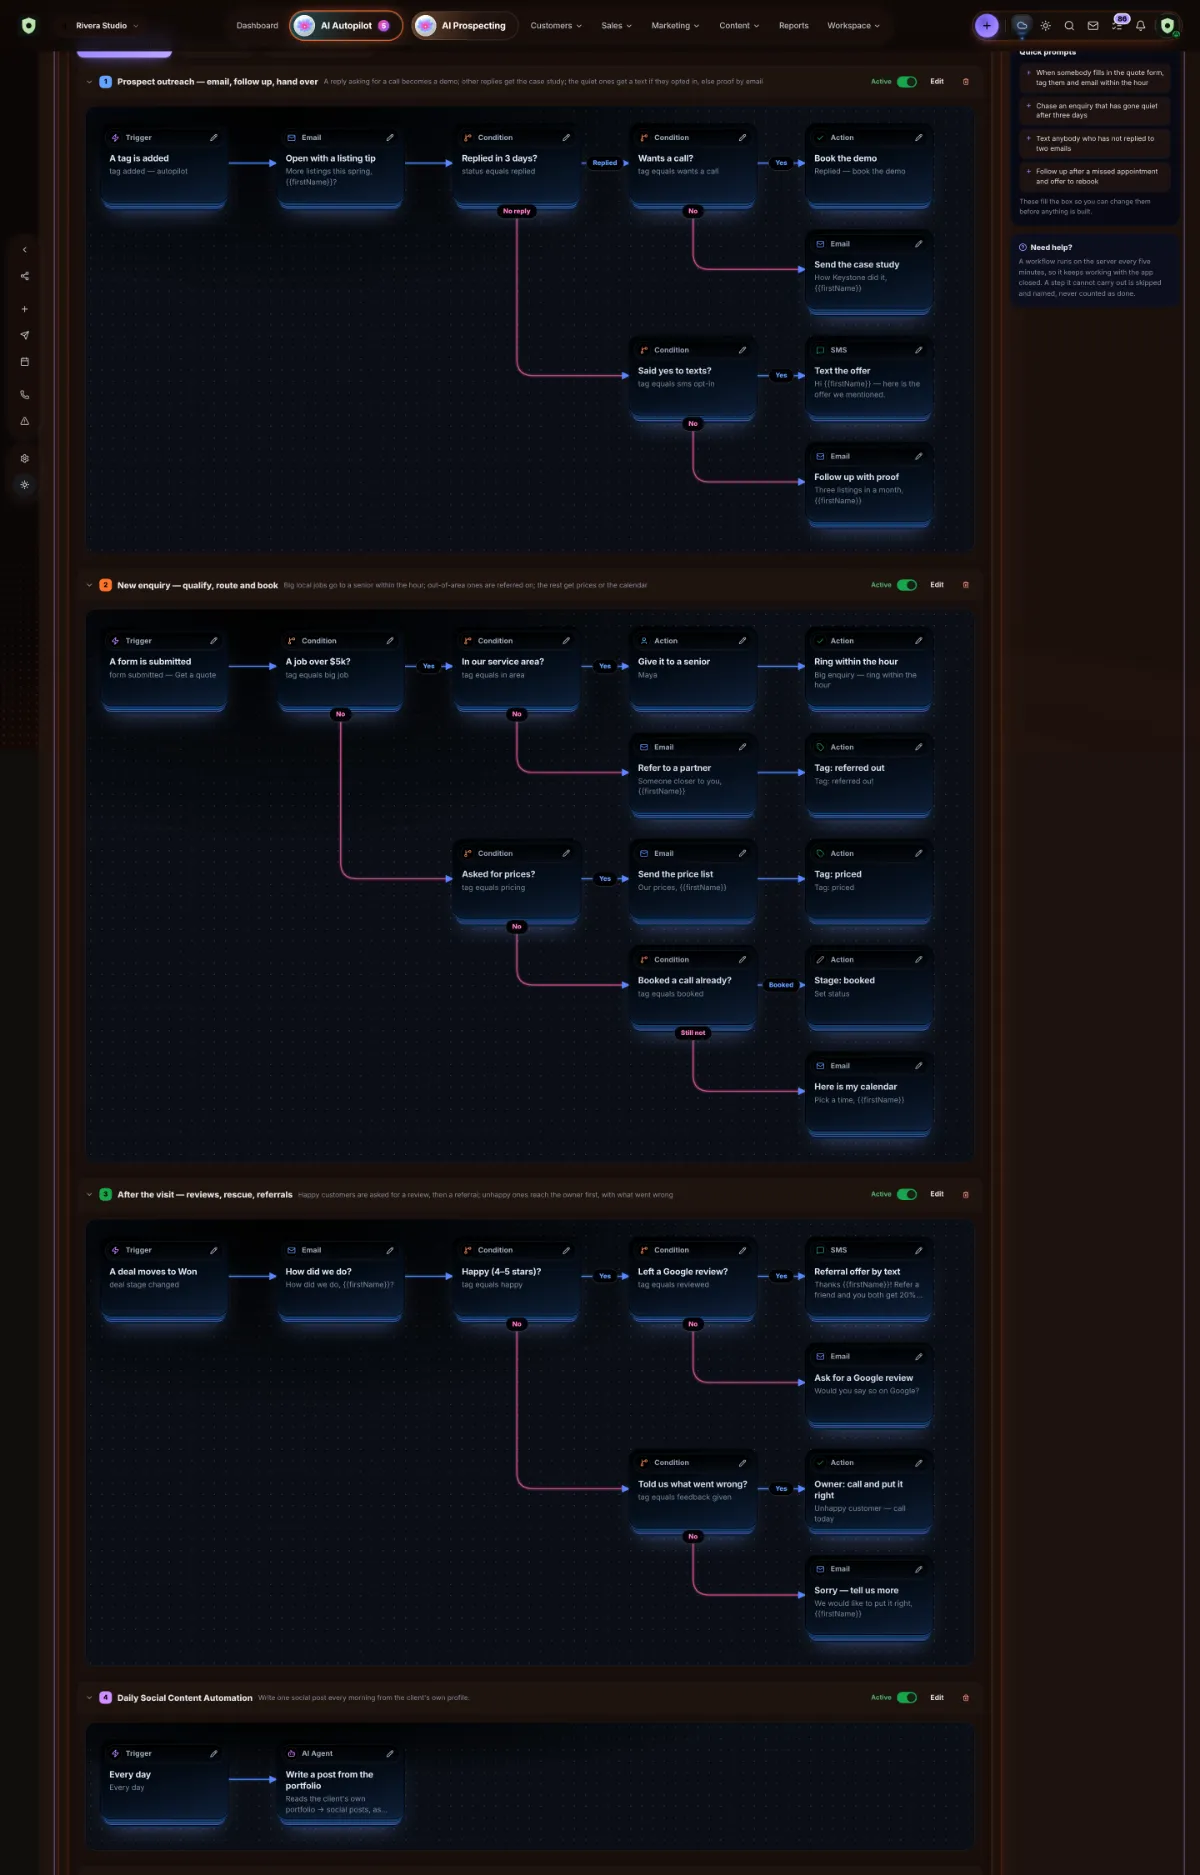 Rivera Studio
Dashboard
AI Autopilot 5
AI Prospecting
Customers
Sales
Marketing
Content
Reports
Workspace
86
Quick prompts
When somebody fills in the quote form,
tag them and email within the hour
Chase an enquiry that has gone quiet
after three days
Text anybody who has not replied to
two emails
Follow up after a missed appointment
and offer to rebook
These fill the box so you can change them
before anything is built.
Need help?
A workflow runs on the server every five
minutes, so it keeps working with the app
closed. A step it cannot carry out is skipped
and named, never counted as done.
1 Prospect outreach — email, follow up, hand over A reply asking for a call becomes a demo; other replies get the case study; the quiet ones get a text if they opted in, else proof by email
Active
Edit
Trigger
A tag is added
tag added — autopilot
Email
Open with a listing tip
More listings this spring,
{{firstName}}?
Condition
Replied in 3 days?
status equals replied
Replied
No reply
Condition
Wants a call?
tag equals wants a call
Yes
No
Action
Book the demo
Replied — book the demo
Email
Send the case study
How Keystone did it,
{{firstName}}
Condition
Said yes to texts?
tag equals sms opt-in
Yes
No
SMS
Text the offer
Hi {{firstName}} — here is the
offer we mentioned.
Email
Follow up with proof
Three listings in a month,
{{firstName}}
2 New enquiry — qualify, route and book Big local jobs go to a senior within the hour; out-of-area ones are referred on; the rest get prices or the calendar
Active
Edit
Trigger
A form is submitted
form submitted — Get a quote
Condition
A job over $5k?
tag equals big job
Yes
No
Condition
In our service area?
tag equals in area
Yes
No
Action
Give it to a senior
Maya
Action
Ring within the hour
Big enquiry — ring within the
hour
Email
Refer to a partner
Someone closer to you,
{{firstName}}
Action
Tag: referred out
Tag: referred out
Condition
Asked for prices?
tag equals pricing
Yes
No
Email
Send the price list
Our prices, {{firstName}}
Action
Tag: priced
Tag: priced
Condition
Booked a call already?
tag equals booked
Booked
Still not
Action
Stage: booked
Set status
Email
Here is my calendar
Pick a time, {{firstName}}
3 After the visit — reviews, rescue, referrals Happy customers are asked for a review, then a referral; unhappy ones reach the owner first, with what went wrong
Active
Edit
Trigger
A deal moves to Won
deal stage changed
Email
How did we do?
How did we do, {{firstName}}?
Condition
Happy (4–5 stars)?
tag equals happy
Yes
No
Condition
Left a Google review?
tag equals reviewed
Yes
No
SMS
Referral offer by text
Thanks {{firstName}}! Refer a
friend and you both get 20%...
Email
Ask for a Google review
Would you say so on Google?
Condition
Told us what went wrong?
tag equals feedback given
Yes
No
Action
Owner: call and put it
right
Unhappy customer — call
today
Email
Sorry — tell us more
We would like to put it right,
{{firstName}}
4 Daily Social Content Automation Write one social post every morning from the client's own profile.
Active
Edit
Trigger
Every day
Every day
AI Agent
Write a post from the
portfolio
Reads the client's own
portfolio → social posts, as...